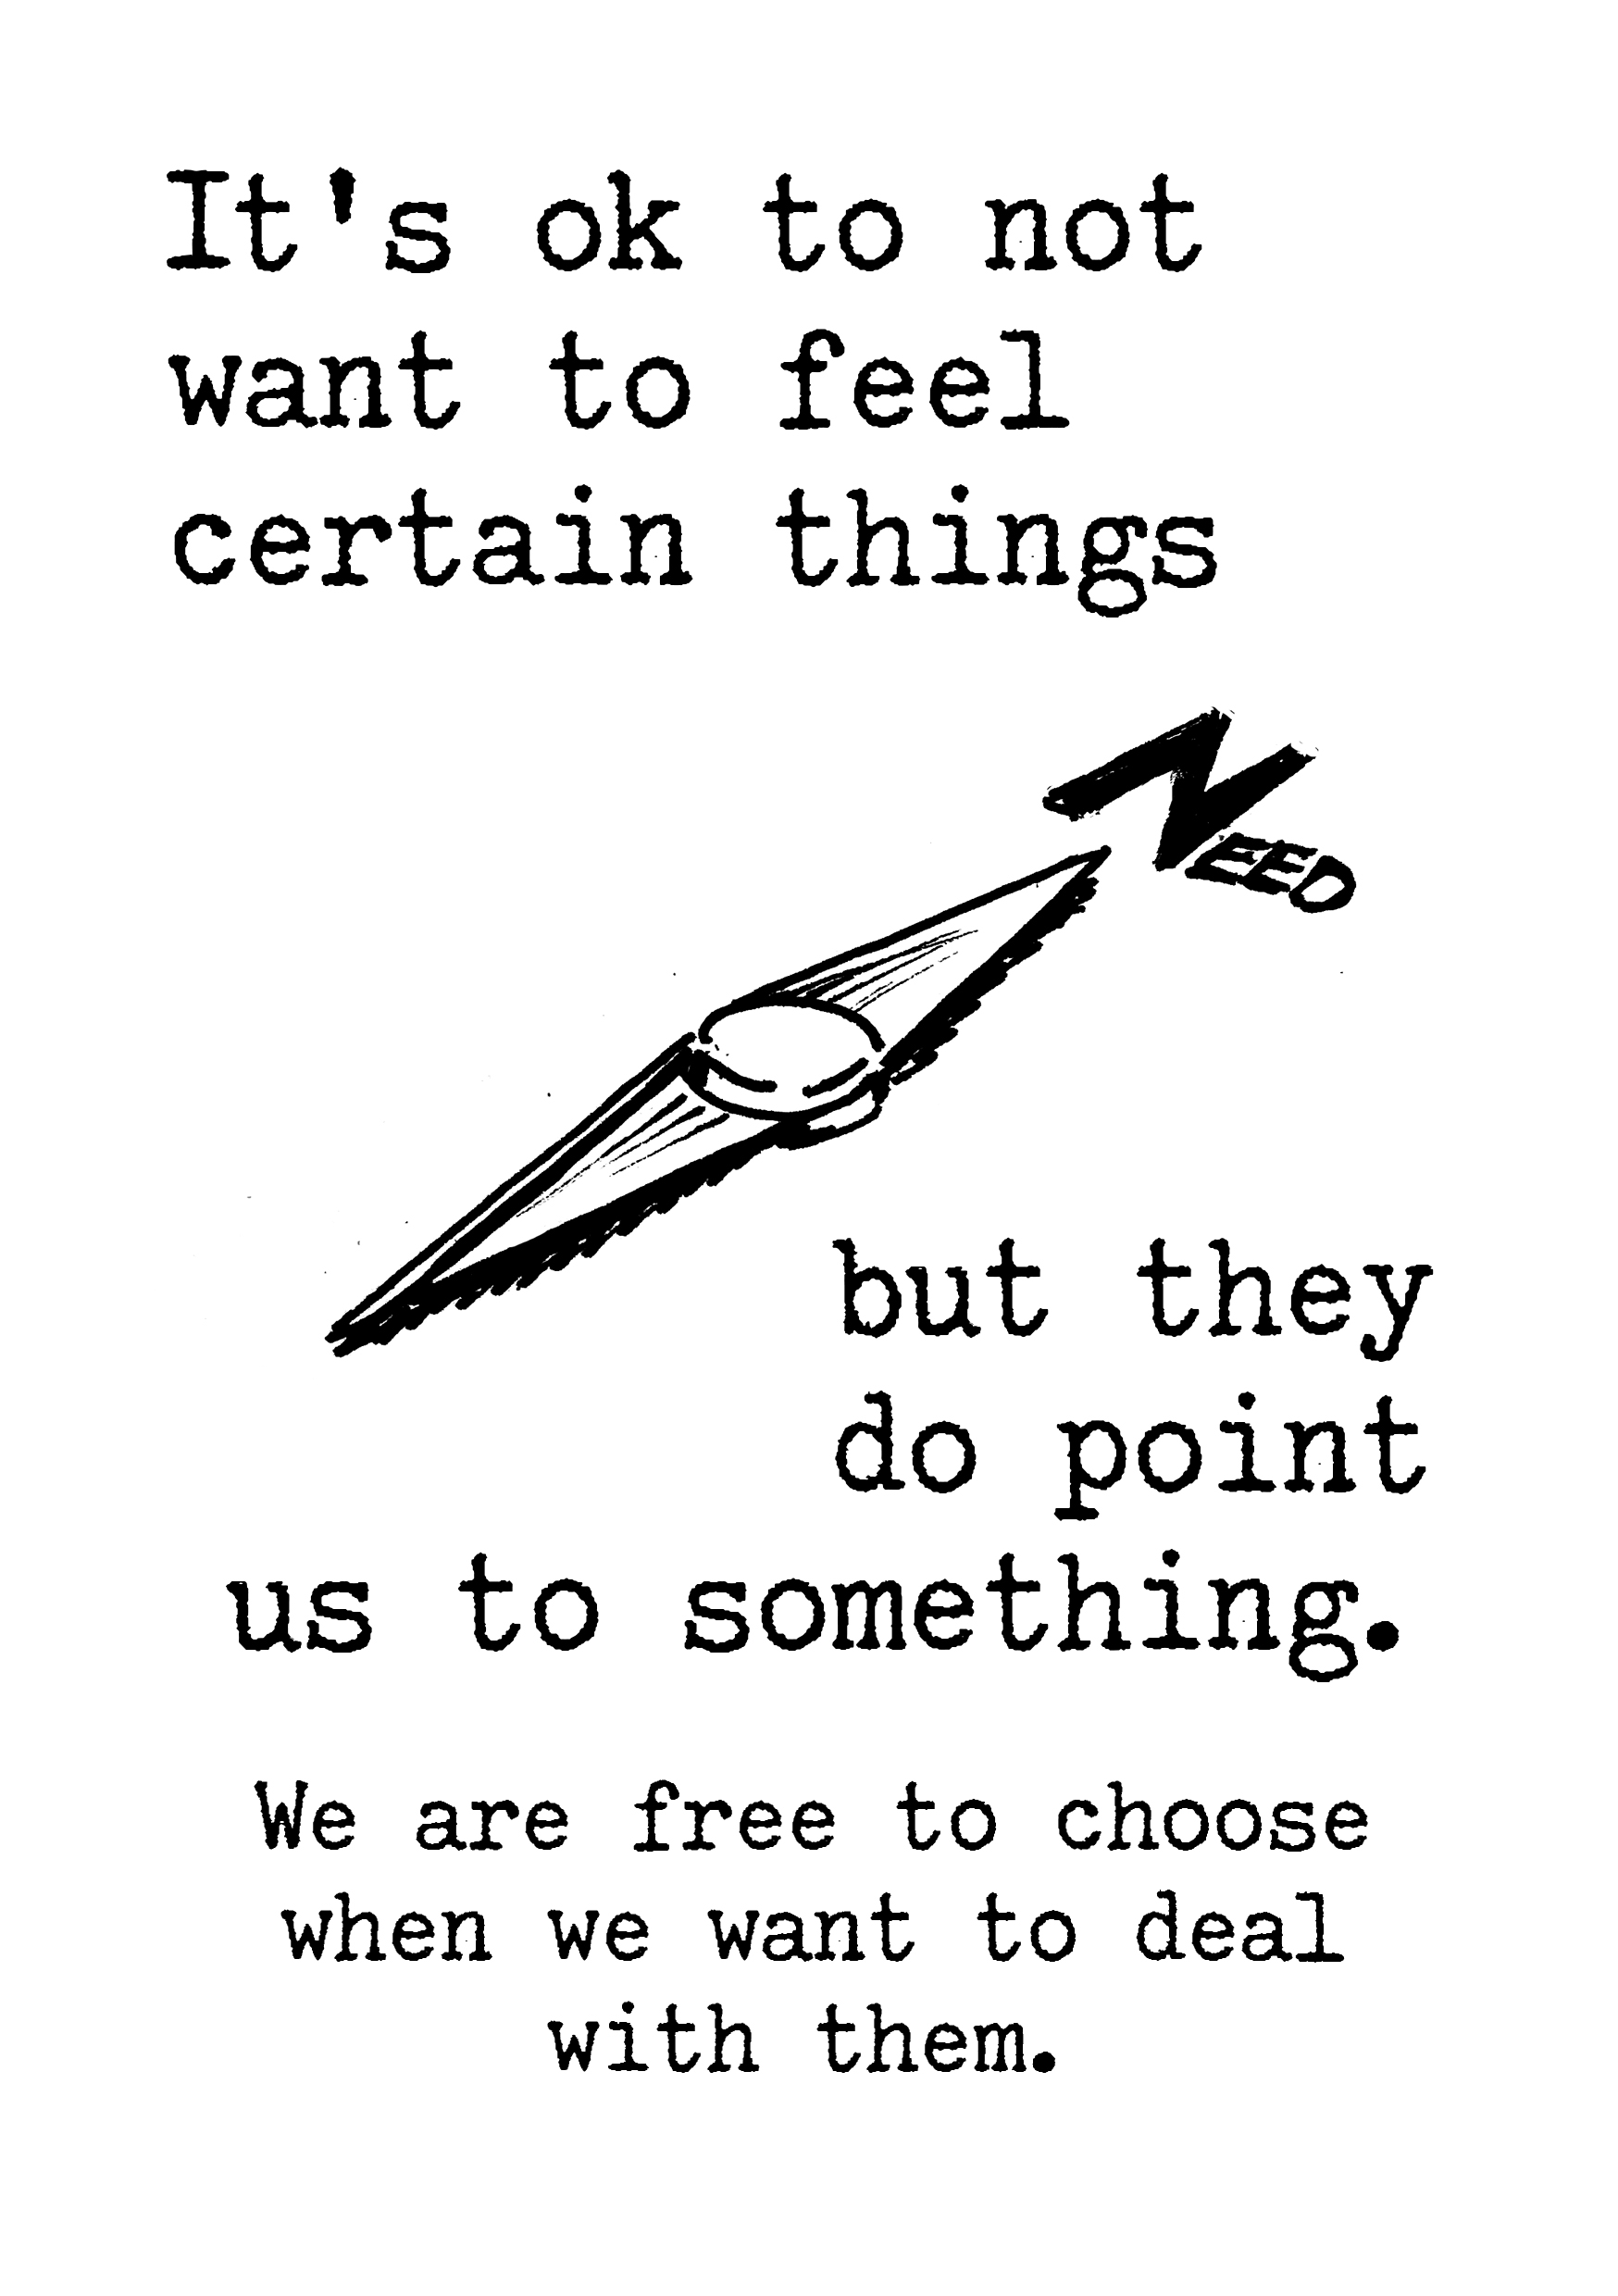 It's ok to not
want to feel
certain things
NEED
but they
do point
us to something.
We are free to choose
when we want to deal
with them.